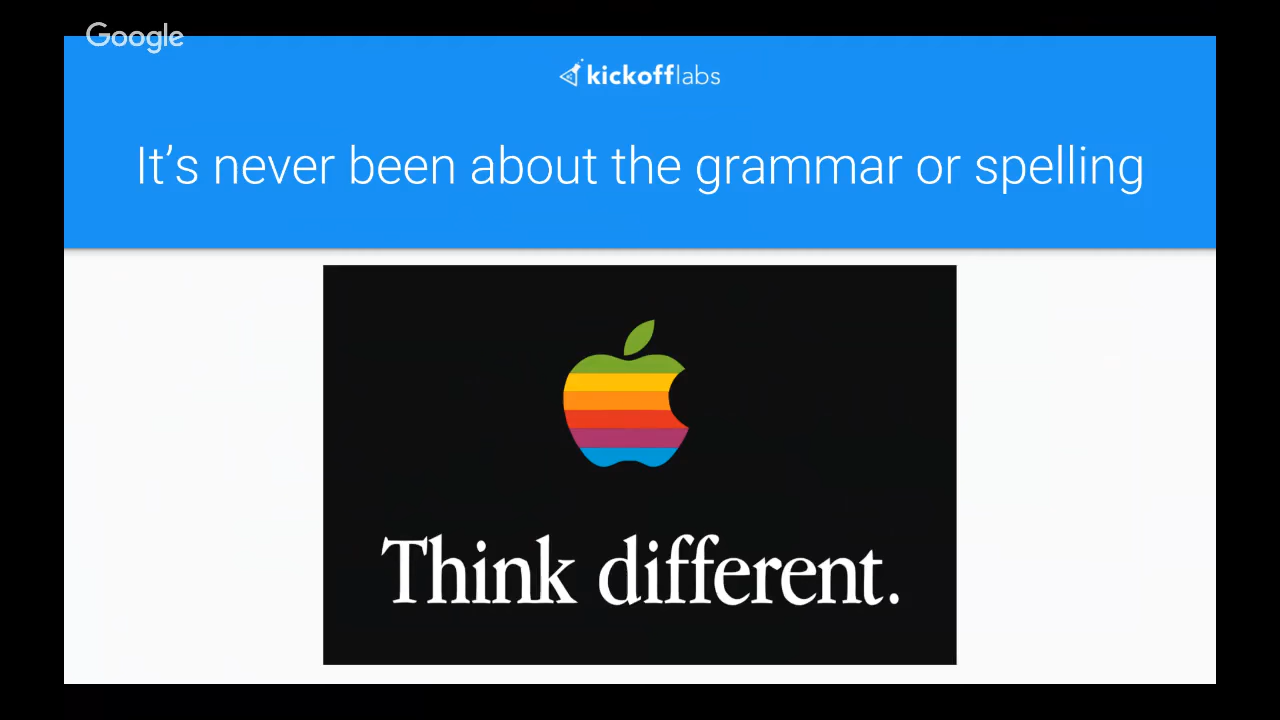 Google
kickofflabs
It’s never been about the grammar or spelling
Think different.